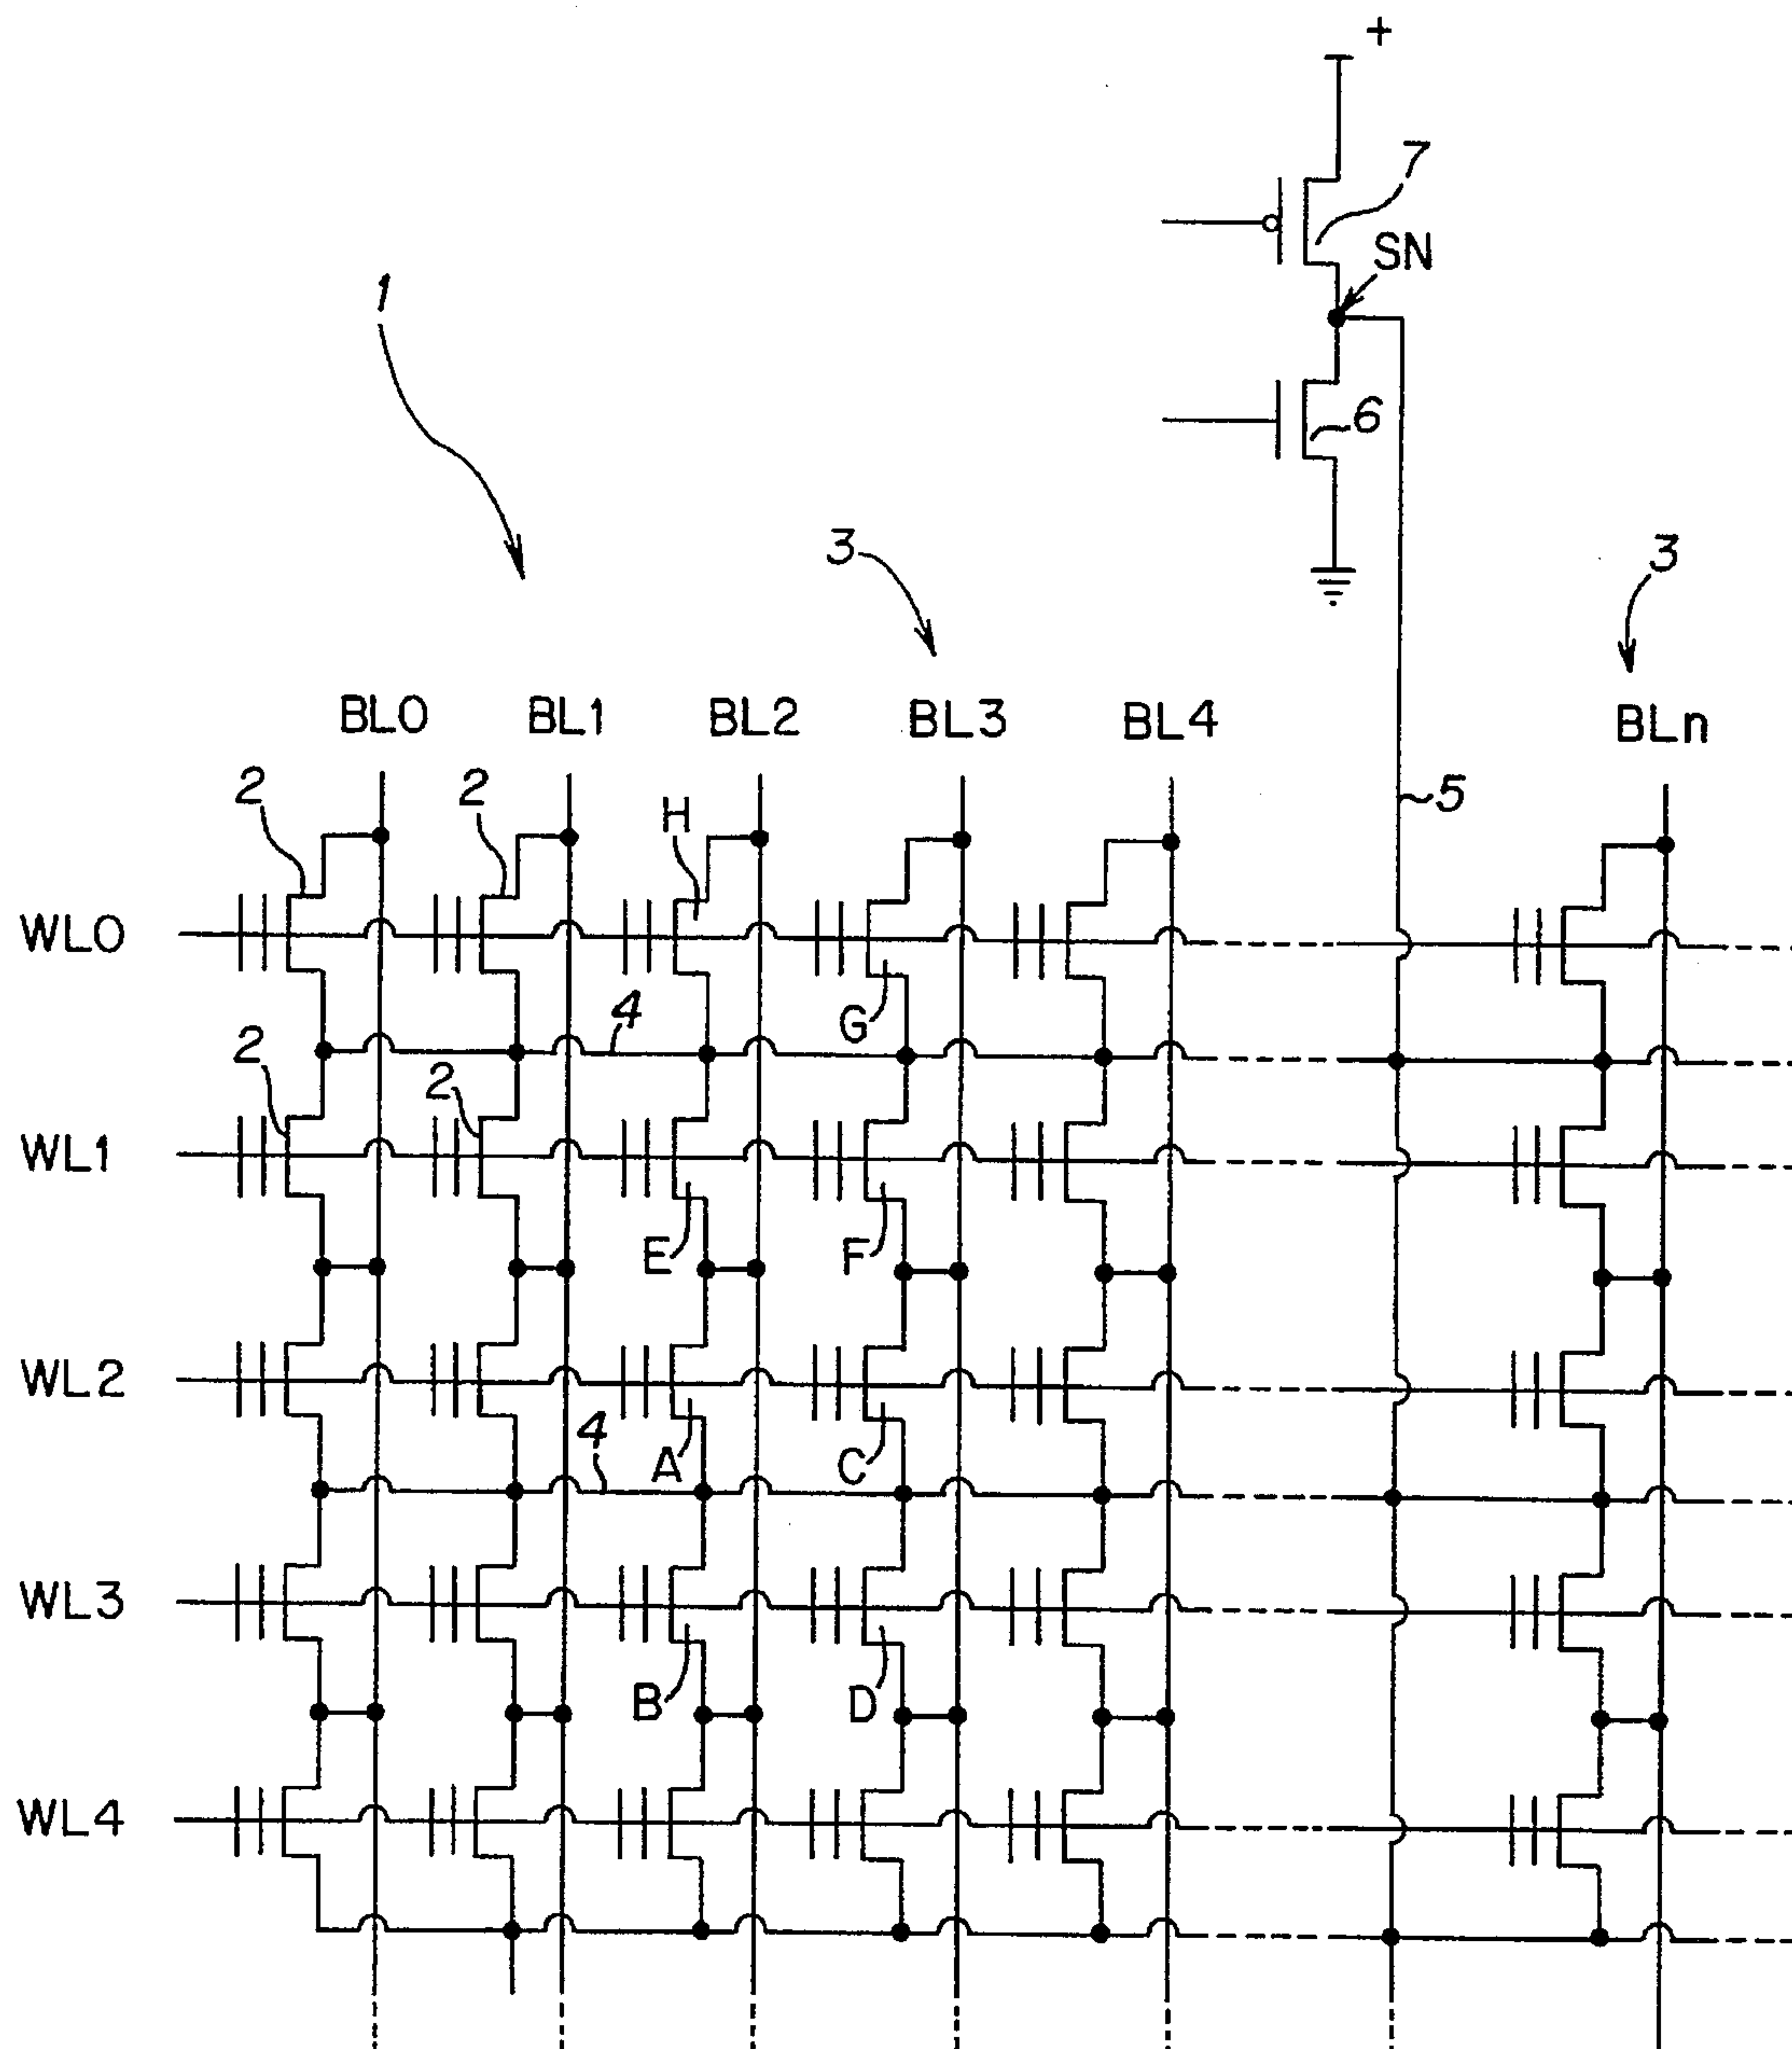 +
7
SN
1
6
3
3
BL0 BL1 BL2 BL3 BL4 BLn
2 2 H 5
WL0
G
4
2
2
WL1
E F
WL2
A C
4
WL3
B D
WL4